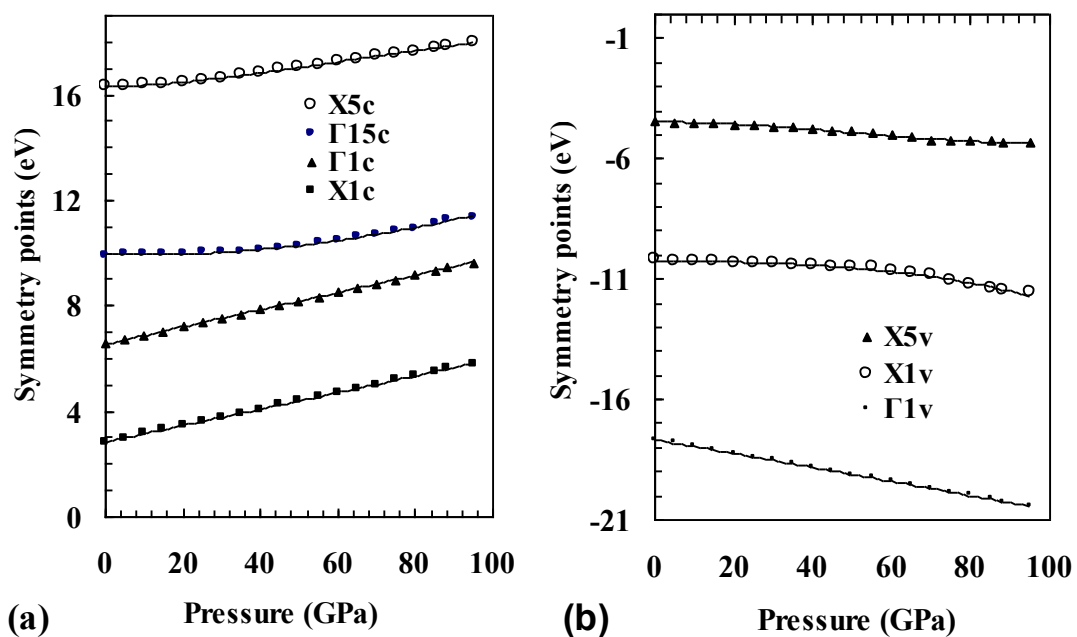 Symmetry points (eV)
16
12
8
4
0
X5c
Γ15c
Γ1c
X1c
0 20 40 60 80 100
Pressure (GPa)
(a)
Symmetry points (eV)
-1
-6
-11
-16
-21
X5v
X1v
Γ1v
0 20 40 60 80 100
Pressure (GPa)
(b)